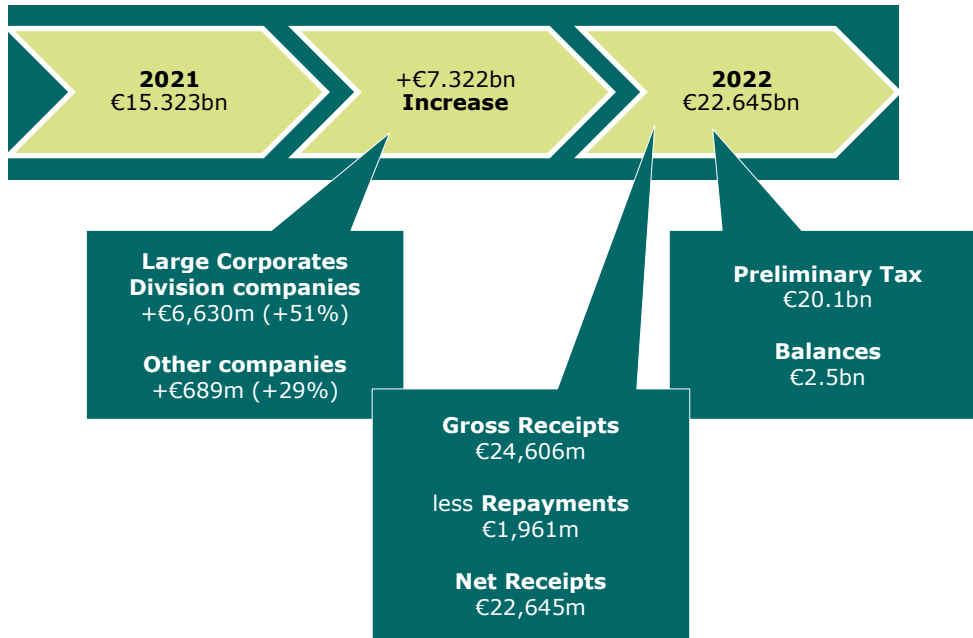 2021
€15.323bn
+€7.322bn
Increase
2022
€22.645bn
Large Corporates
Division companies
+€6,630m (+51%)
Other companies
+€689m (+29%)
Preliminary Tax
€20.1bn
Balances
€2.5bn
Gross Receipts
€24,606m
less Repayments
€1,961m
Net Receipts
€22,645m